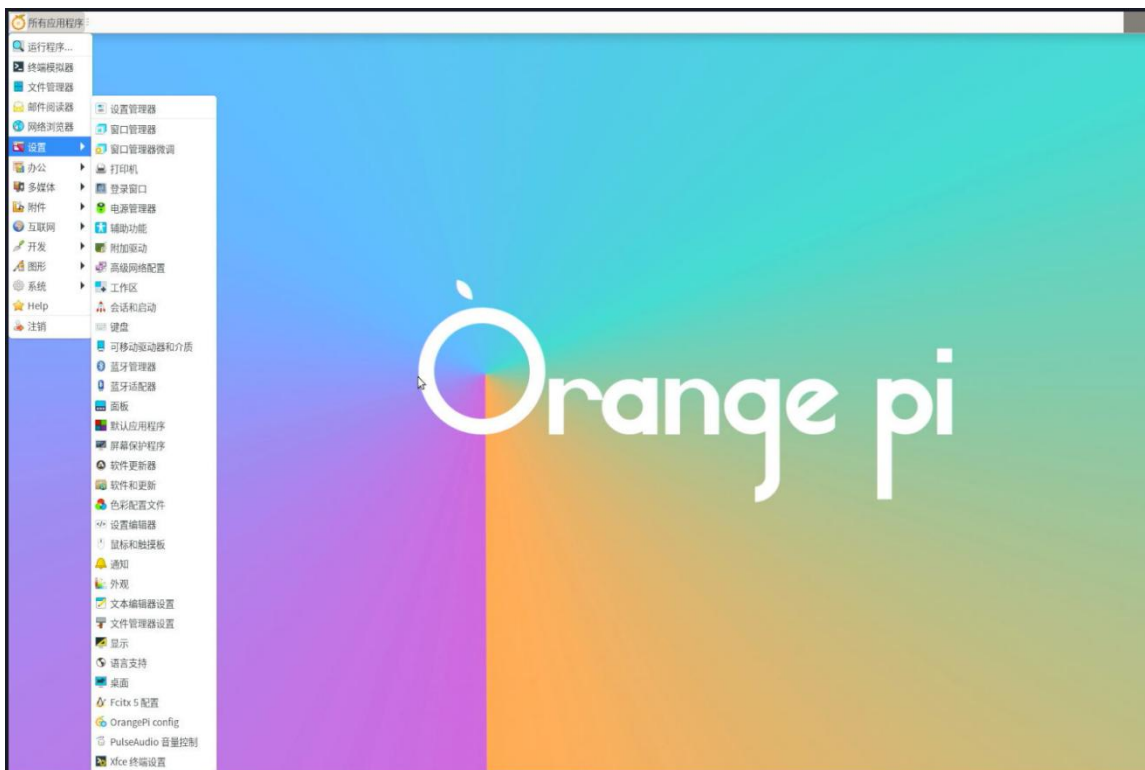 所有应用程序
运行程序...
终端模拟器
文件管理器
邮件阅读器
网络浏览器
设置
办公
多媒体
附件
互联网
开发
图形
系统
Help
注销
设置管理器
窗口管理器
窗口管理器微调
打印机
登录窗口
电源管理器
辅助功能
附加驱动
高级网络配置
工作区
会话和启动
键盘
可移动驱动器和介质
蓝牙管理器
蓝牙适配器
面板
默认应用程序
屏幕保护程序
软件更新器
软件和更新
色彩配置文件
设置编辑器
鼠标和触摸板
通知
外观
文本编辑器设置
文件管理器设置
显示
语言支持
桌面
Fcitx 5 配置
OrangePi config
PulseAudio 音量控制
Xfce 终端设置
Orange pi